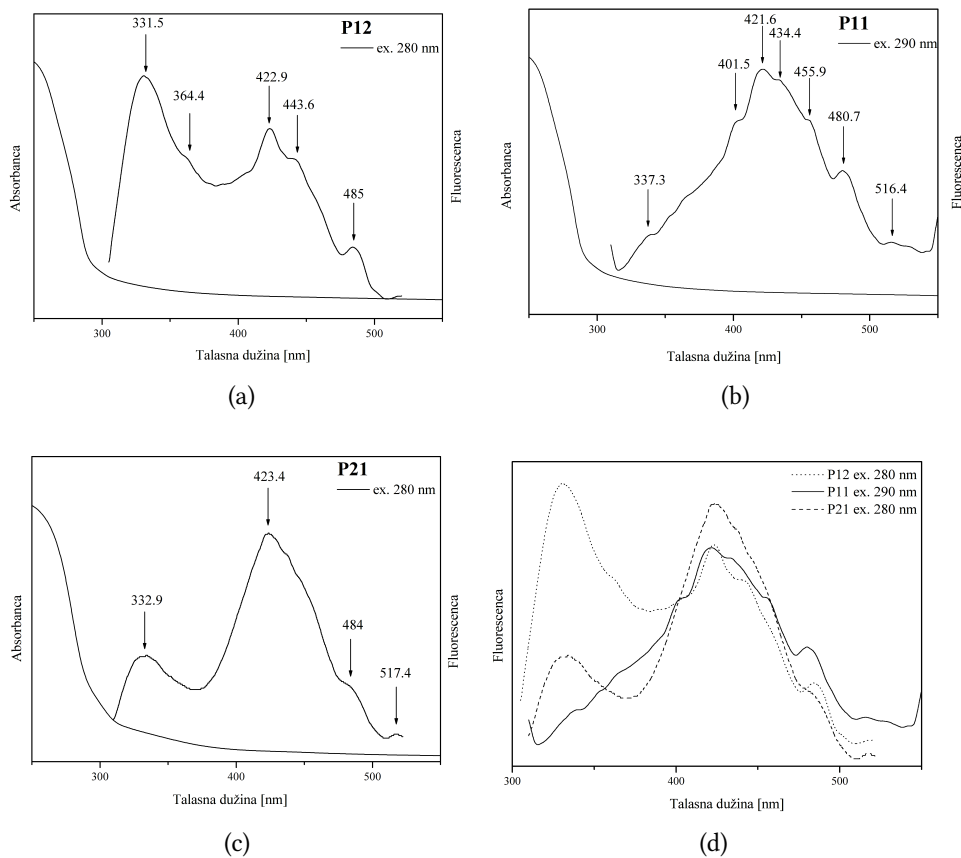 P12
ex. 280 nm
331.5
364.4
422.9
443.6
485
Absorbanca
Fluorescenca
300
400
500
Talasna dužina [nm]
(a)
P11
ex. 290 nm
337.3
401.5
421.6
434.4
455.9
480.7
516.4
Absorbanca
Fluorescenca
300
400
500
Talasna dužina [nm]
(b)
P21
ex. 280 nm
332.9
423.4
484
517.4
Absorbanca
Fluorescenca
300
400
500
Talasna dužina [nm]
(c)
P12 ex. 280 nm
P11 ex. 290 nm
P21 ex. 280 nm
Fluorescenca
300
400
500
Talasna dužina [nm]
(d)